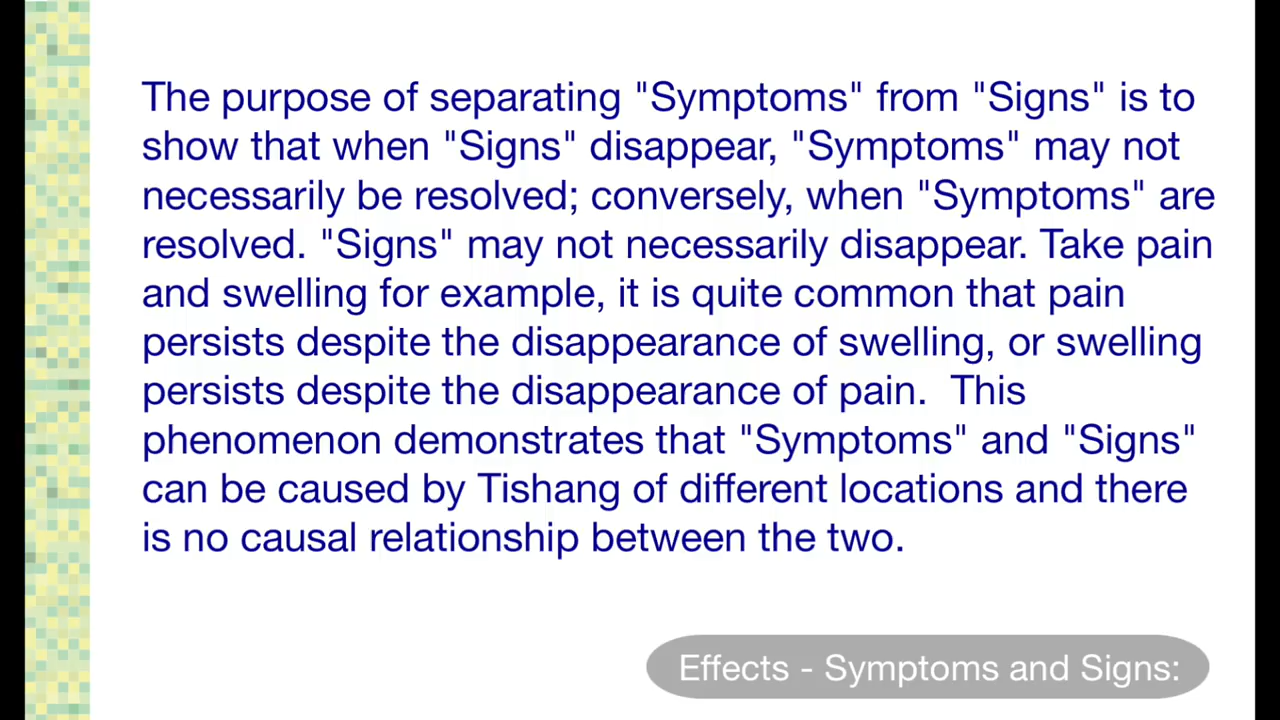 The purpose of separating "Symptoms" from "Signs" is to
show that when "Signs" disappear, "Symptoms" may not
necessarily be resolved; conversely, when "Symptoms" are
resolved. "Signs" may not necessarily disappear. Take pain
and swelling for example, it is quite common that pain
persists despite the disappearance of swelling, or swelling
persists despite the disappearance of pain.  This
phenomenon demonstrates that "Symptoms" and "Signs"
can be caused by Tishang of different locations and there
is no causal relationship between the two.
Effects - Symptoms and Signs: